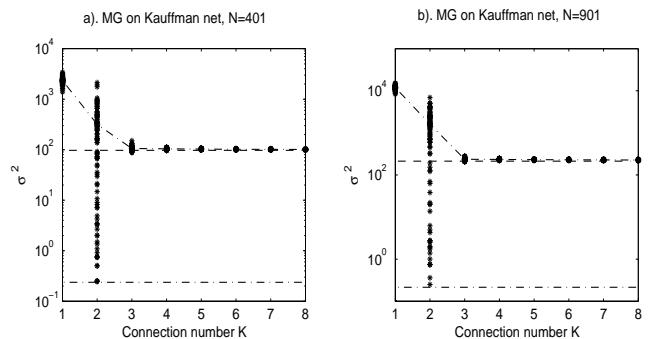 a). MG on Kauffman net, N=401
10^4
10^3
10^2
10^1
10^0
10^−1
σ^2
1 2 3 4 5 6 7 8
Connection number K
b). MG on Kauffman net, N=901
10^4
10^2
10^0
σ^2
1 2 3 4 5 6 7 8
Connection number K